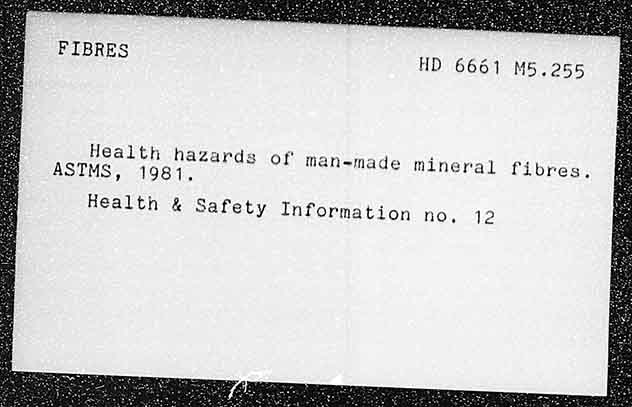 FIBRES
HD 6661 M5.255
Health hazards of man-made mineral fibres.
ASTMS, 1981.
Health & Safety Information no. 12